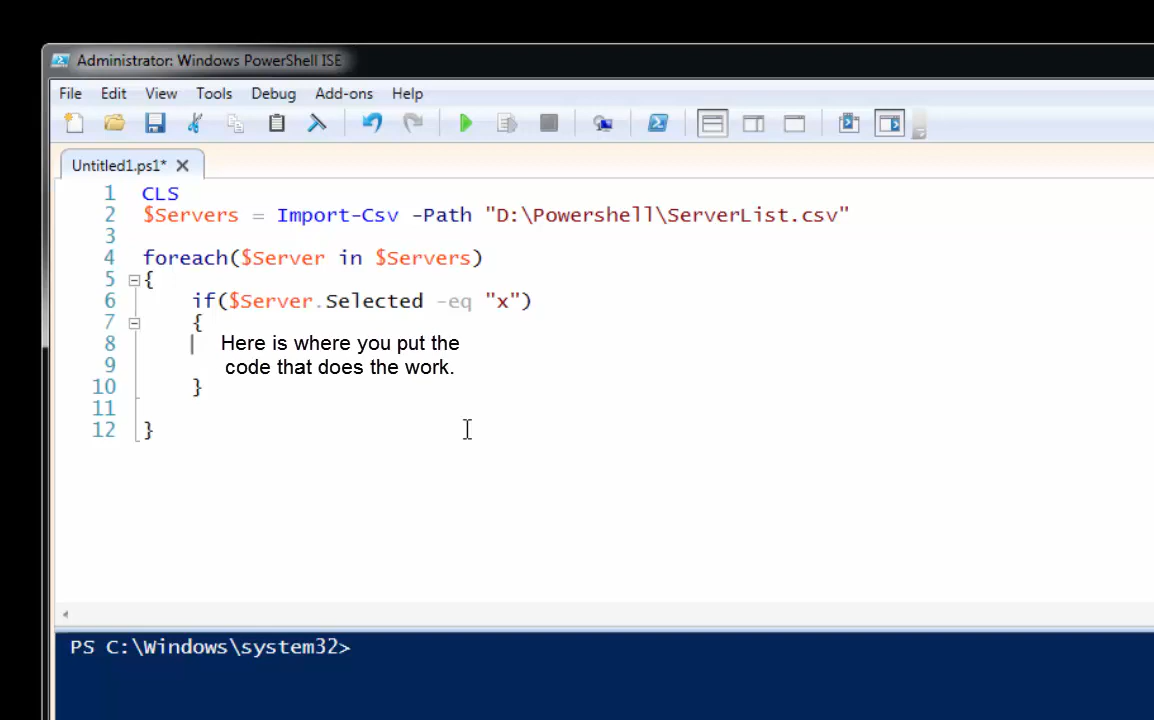 Administrator: Windows PowerShell ISE
File Edit View Tools Debug Add-ons Help
Untitled1.ps1*
1 CLS
2 $Servers = Import-Csv -Path "D:\Powershell\ServerList.csv"
3
4 foreach($Server in $Servers)
5 {
6 if($Server.Selected -eq "x")
7 {
8 Here is where you put the
9 code that does the work.
10 }
11
12 }
PS C:\Windows\system32>